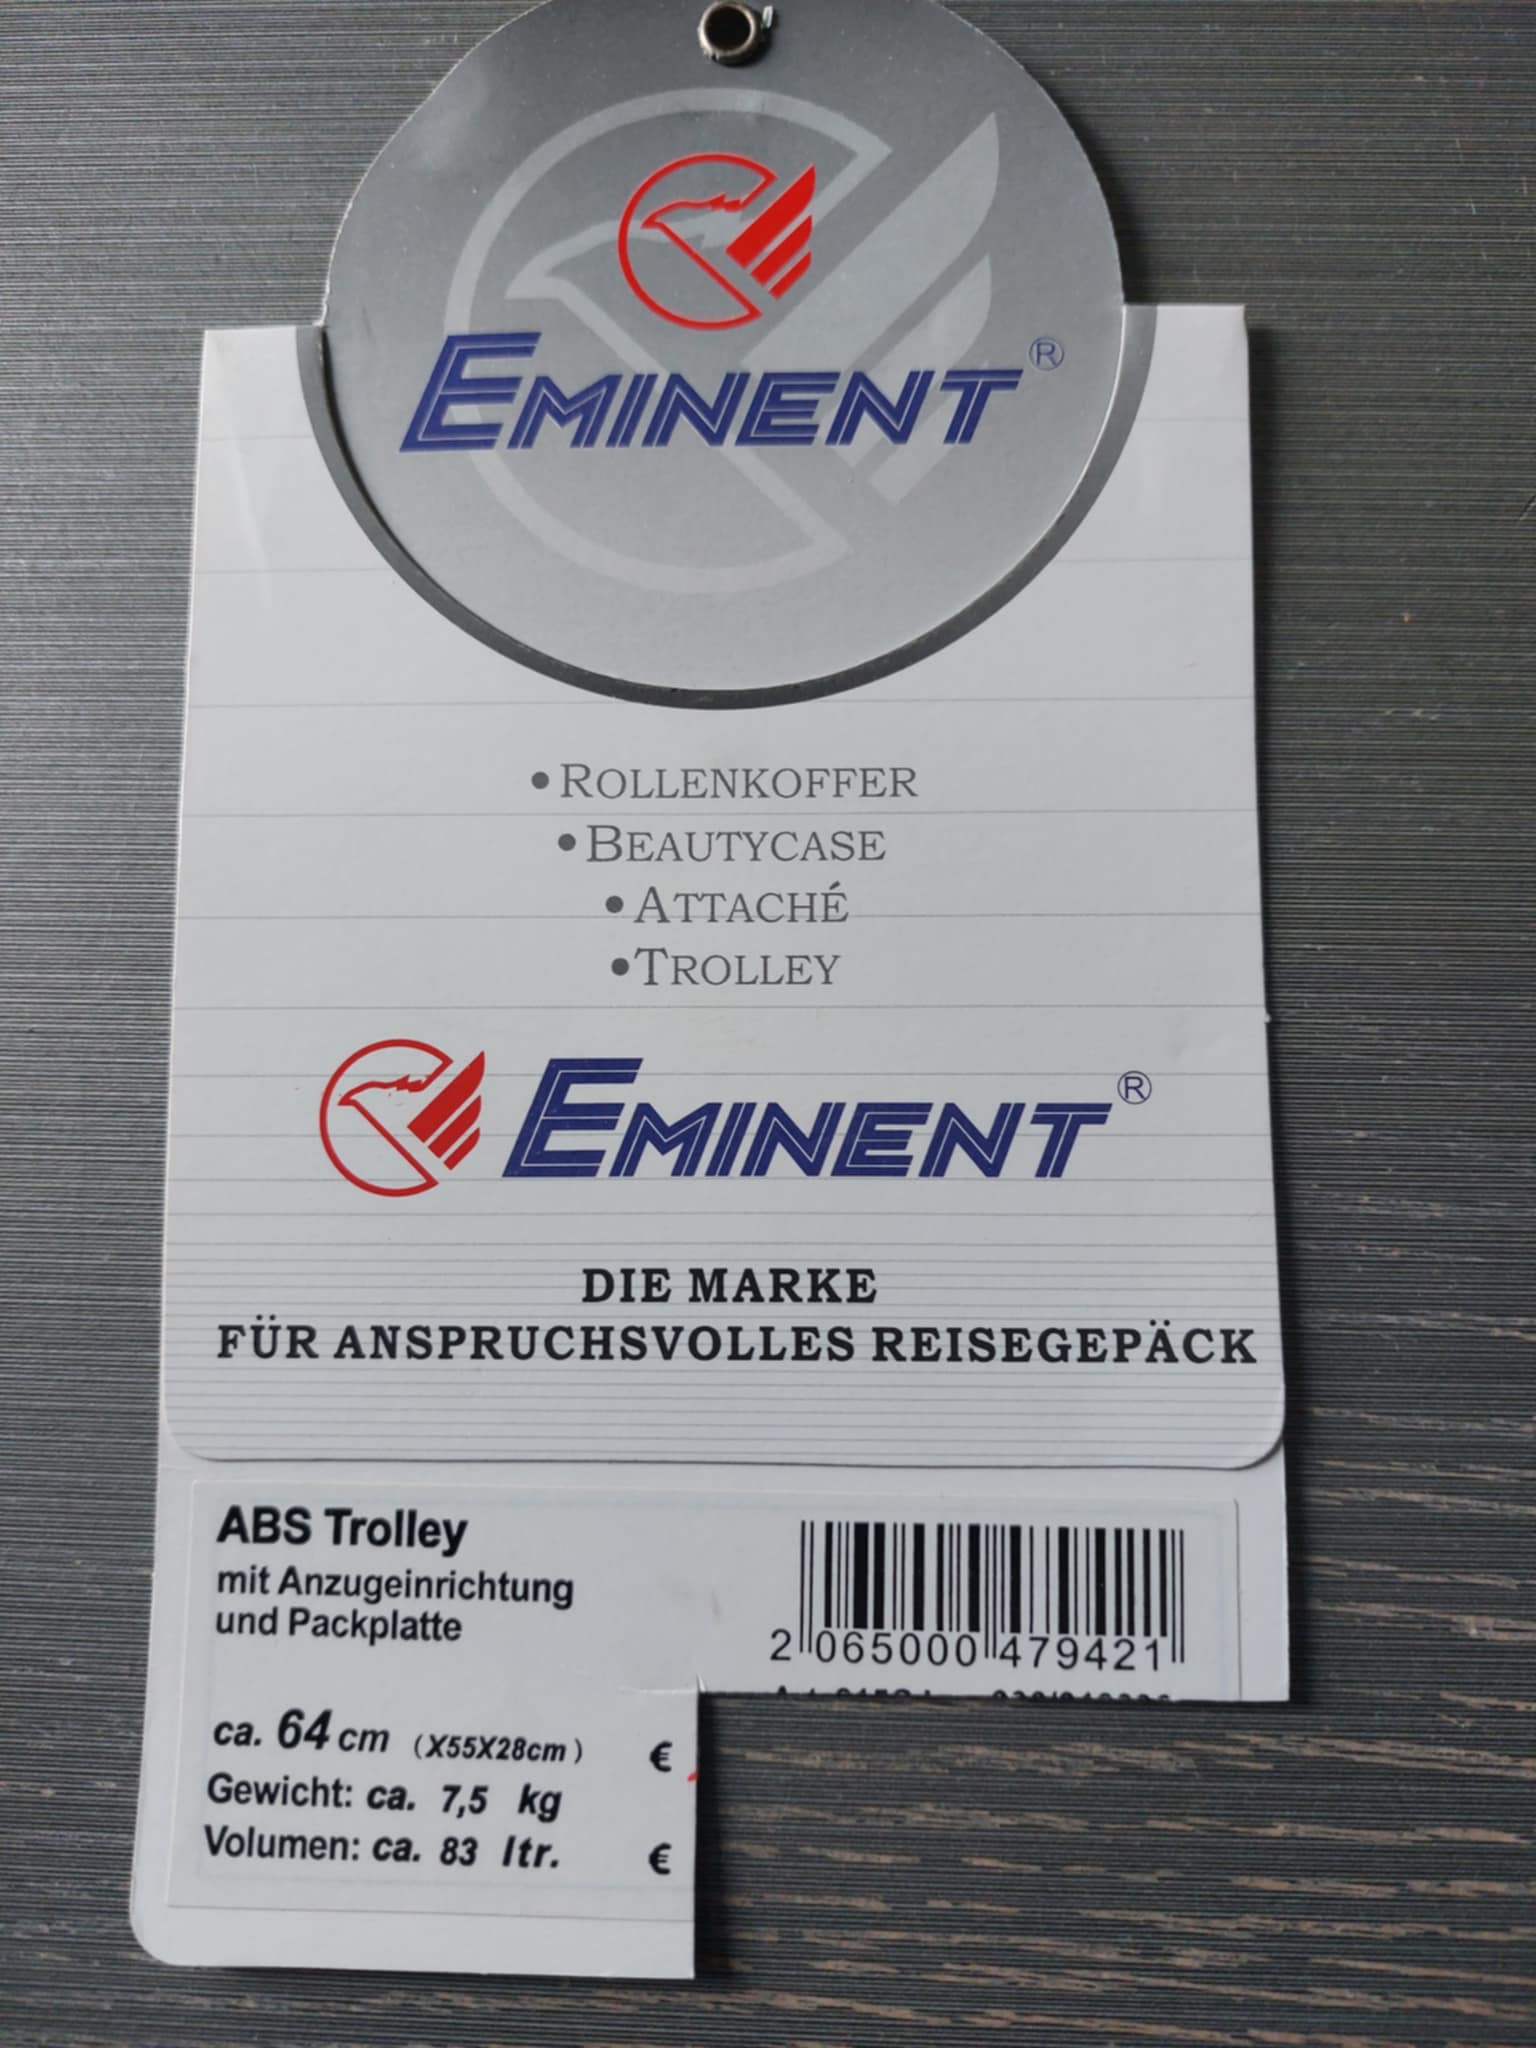 EMINENT®
• ROLLENKOFFER
• BEAUTYCASE
• ATTACHÉ
• TROLLEY
EMINENT®
DIE MARKE
FÜR ANSPRUCHSVOLLES REISEGEPÄCK
ABS Trolley
mit Anzugeinrichtung
und Packplatte
2 065000 479421
ca. 64 cm (X55X28cm) €
Gewicht: ca. 7,5 kg
Volumen: ca. 83 ltr. €